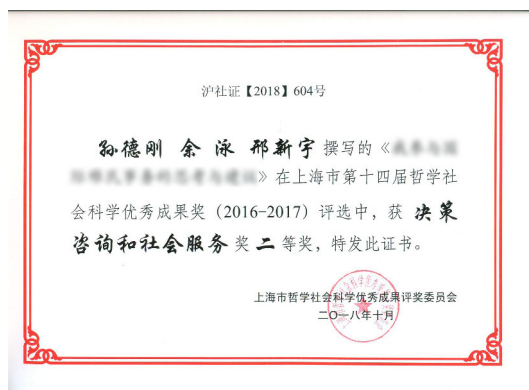 沪社证【2018】604号
孙德刚 余泳 邢新宇 撰写的《
》在上海市第十四届哲学社
会科学优秀成果奖（2016-2017）评选中，获 决策
咨询和社会服务 奖 二 等奖，特发此证书。
上海市哲学社会科学优秀成果评奖委员会
二〇一八年十月